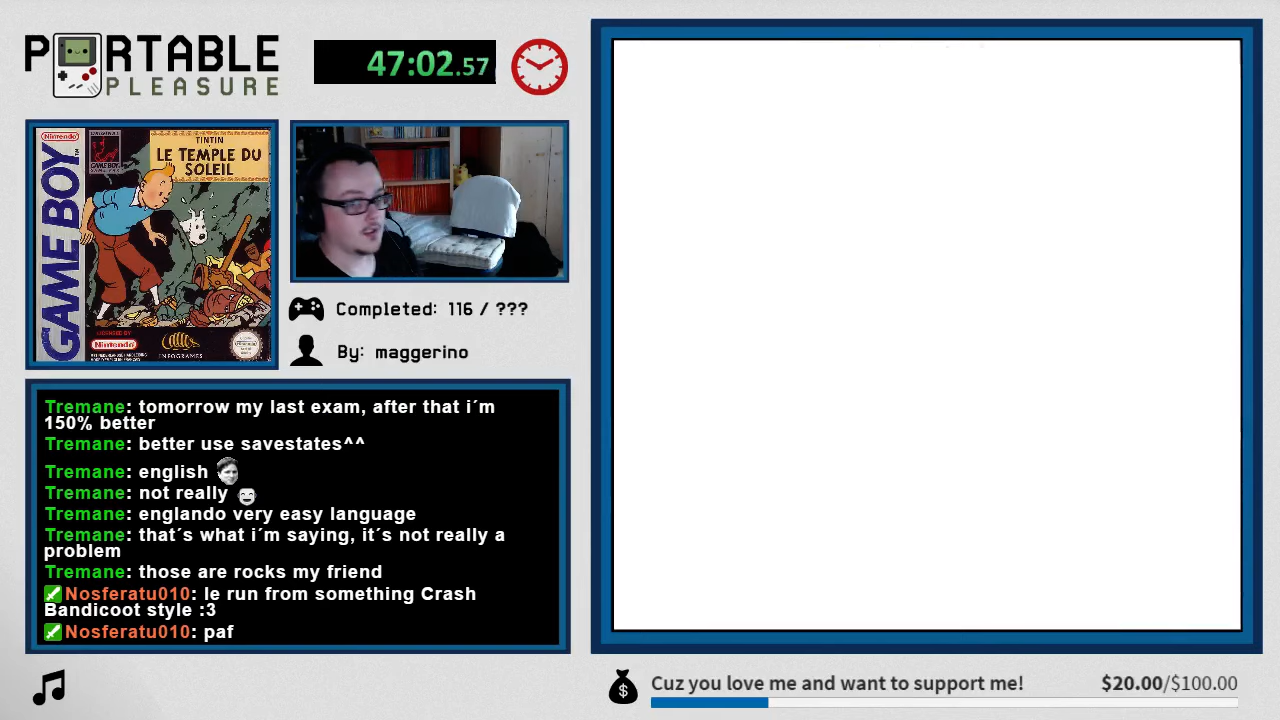 PORTABLE
PLEASURE
47:02.57
Nintendo
GAME BOY
TINTIN
LE TEMPLE DU
SOLEIL
LICENSED BY
Nintendo
INFOGRAMES
Completed: 116 / ???
By: maggerino
Tremane: tomorrow my last exam, after that i´m
150% better
Tremane: better use savestates^^
Tremane: english
Tremane: not really
Tremane: englando very easy language
Tremane: that´s what i´m saying, it´s not really a
problem
Tremane: those are rocks my friend
Nosferatu010: le run from something Crash
Bandicoot style :3
Nosferatu010: paf
Cuz you love me and want to support me!
$20.00/$100.00